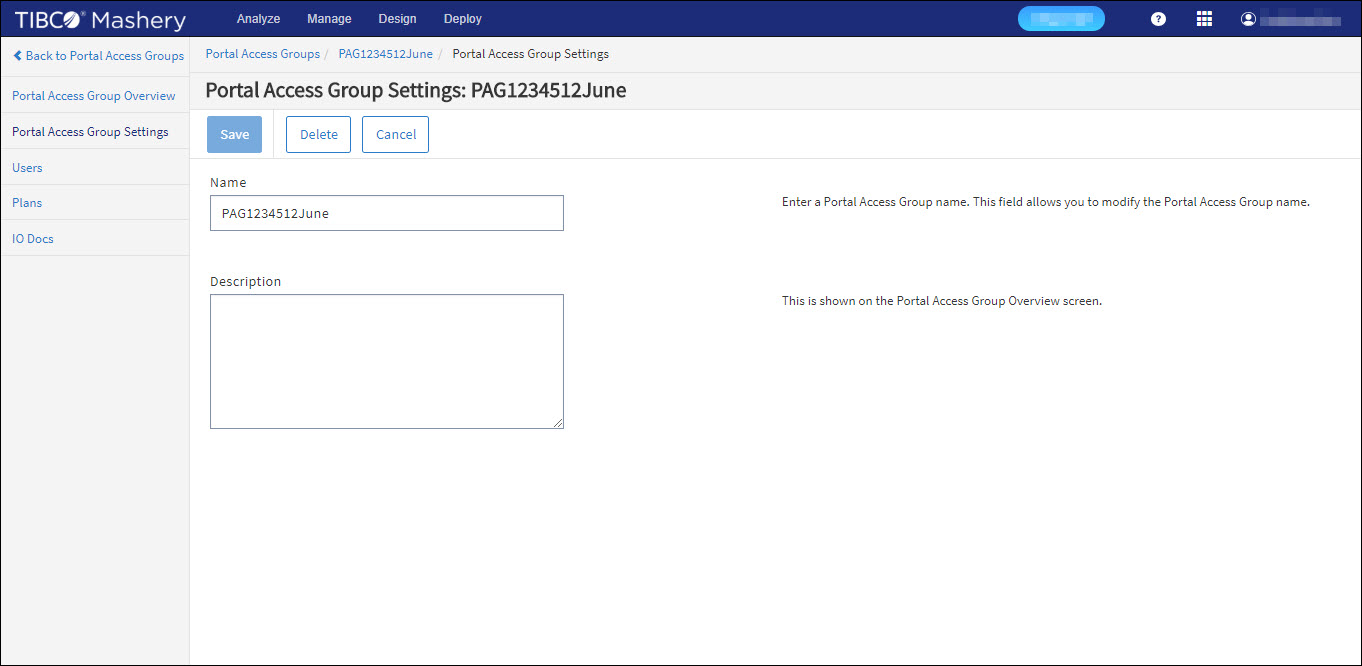 TIBCO® Mashery
Analyze Manage Design Deploy
?
Back to Portal Access Groups
Portal Access Groups / PAG1234512June / Portal Access Group Settings
Portal Access Group Overview
Portal Access Group Settings
Users
Plans
IO Docs
Portal Access Group Settings: PAG1234512June
Save Delete Cancel
Name
PAG1234512June
Enter a Portal Access Group name. This field allows you to modify the Portal Access Group name.
Description
This is shown on the Portal Access Group Overview screen.